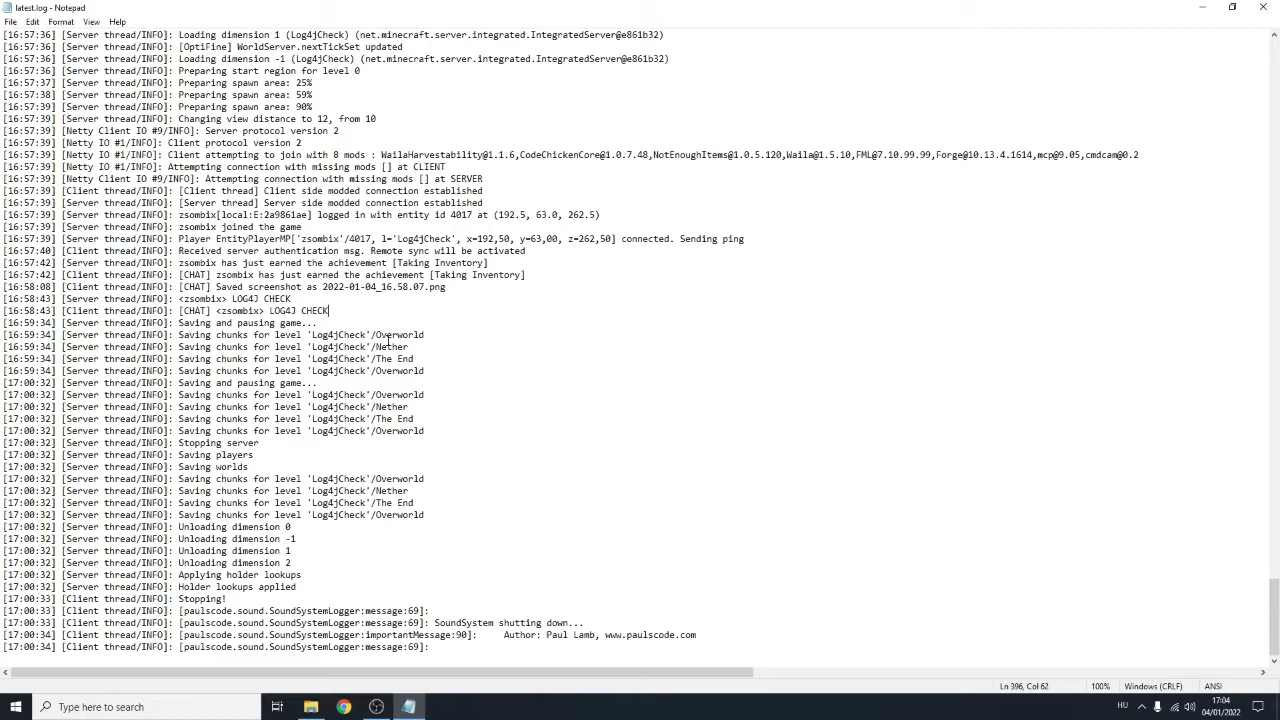 latest.log - Notepad
File Edit Format View Help
[16:57:36] [Server thread/INFO]: Loading dimension 1 (Log4jCheck) (net.minecraft.server.integrated.IntegratedServer@e861b32)
[16:57:36] [Server thread/INFO]: [OptiFine] WorldServer.nextTickSet updated
[16:57:36] [Server thread/INFO]: Loading dimension -1 (Log4jCheck) (net.minecraft.server.integrated.IntegratedServer@e861b32)
[16:57:36] [Server thread/INFO]: Preparing start region for level 0
[16:57:37] [Server thread/INFO]: Preparing spawn area: 25%
[16:57:38] [Server thread/INFO]: Preparing spawn area: 59%
[16:57:39] [Server thread/INFO]: Preparing spawn area: 90%
[16:57:39] [Server thread/INFO]: Changing view distance to 12, from 10
[16:57:39] [Netty Client IO #9/INFO]: Server protocol version 2
[16:57:39] [Netty IO #1/INFO]: Client protocol version 2
[16:57:39] [Netty IO #1/INFO]: Client attempting to join with 8 mods : WailaHarvestability@1.1.6,CodeChickenCore@1.0.7.48,NotEnoughItems@1.0.5.120,Waila@1.5.10,FML@7.10.99.99,Forge@10.13.4.1614,mcp@9.05,cmdcam@0.2
[16:57:39] [Netty IO #1/INFO]: Attempting connection with missing mods [] at CLIENT
[16:57:39] [Netty Client IO #9/INFO]: Attempting connection with missing mods [] at SERVER
[16:57:39] [Client thread/INFO]: [Client thread] Client side modded connection established
[16:57:39] [Server thread/INFO]: [Server thread] Server side modded connection established
[16:57:39] [Server thread/INFO]: zsombix[local:E:2a9861ae] logged in with entity id 4017 at (192.5, 63.0, 262.5)
[16:57:39] [Server thread/INFO]: zsombix joined the game
[16:57:39] [Server thread/INFO]: Player EntityPlayerMP['zsombix'/4017, l='Log4jCheck', x=192,50, y=63,00, z=262,50] connected. Sending ping
[16:57:40] [Client thread/INFO]: Received server authentication msg. Remote sync will be activated
[16:57:42] [Server thread/INFO]: zsombix has just earned the achievement [Taking Inventory]
[16:57:42] [Client thread/INFO]: [CHAT] zsombix has just earned the achievement [Taking Inventory]
[16:58:08] [Client thread/INFO]: [CHAT] Saved screenshot as 2022-01-04_16.58.07.png
[16:58:43] [Server thread/INFO]: <zsombix> LOG4J CHECK
[16:58:43] [Client thread/INFO]: [CHAT] <zsombix> LOG4J CHECK
[16:59:34] [Server thread/INFO]: Saving and pausing game...
[16:59:34] [Server thread/INFO]: Saving chunks for level 'Log4jCheck'/Overworld
[16:59:34] [Server thread/INFO]: Saving chunks for level 'Log4jCheck'/Nether
[16:59:34] [Server thread/INFO]: Saving chunks for level 'Log4jCheck'/The End
[16:59:34] [Server thread/INFO]: Saving chunks for level 'Log4jCheck'/Overworld
[17:00:32] [Server thread/INFO]: Saving and pausing game...
[17:00:32] [Server thread/INFO]: Saving chunks for level 'Log4jCheck'/Overworld
[17:00:32] [Server thread/INFO]: Saving chunks for level 'Log4jCheck'/Nether
[17:00:32] [Server thread/INFO]: Saving chunks for level 'Log4jCheck'/The End
[17:00:32] [Server thread/INFO]: Saving chunks for level 'Log4jCheck'/Overworld
[17:00:32] [Server thread/INFO]: Stopping server
[17:00:32] [Server thread/INFO]: Saving players
[17:00:32] [Server thread/INFO]: Saving worlds
[17:00:32] [Server thread/INFO]: Saving chunks for level 'Log4jCheck'/Overworld
[17:00:32] [Server thread/INFO]: Saving chunks for level 'Log4jCheck'/Nether
[17:00:32] [Server thread/INFO]: Saving chunks for level 'Log4jCheck'/The End
[17:00:32] [Server thread/INFO]: Saving chunks for level 'Log4jCheck'/Overworld
[17:00:32] [Server thread/INFO]: Unloading dimension 0
[17:00:32] [Server thread/INFO]: Unloading dimension -1
[17:00:32] [Server thread/INFO]: Unloading dimension 1
[17:00:32] [Server thread/INFO]: Unloading dimension 2
[17:00:32] [Server thread/INFO]: Applying holder lookups
[17:00:32] [Server thread/INFO]: Holder lookups applied
[17:00:33] [Client thread/INFO]: Stopping!
[17:00:33] [Client thread/INFO]: [paulscode.sound.SoundSystemLogger:message:69]:
[17:00:33] [Client thread/INFO]: [paulscode.sound.SoundSystemLogger:message:69]: SoundSystem shutting down...
[17:00:34] [Client thread/INFO]: [paulscode.sound.SoundSystemLogger:importantMessage:90]:     Author: Paul Lamb, www.paulscode.com
[17:00:34] [Client thread/INFO]: [paulscode.sound.SoundSystemLogger:message:69]:
Ln 396, Col 62 100% Windows (CRLF) ANSI
Type here to search
HU
17:04
04/01/2022